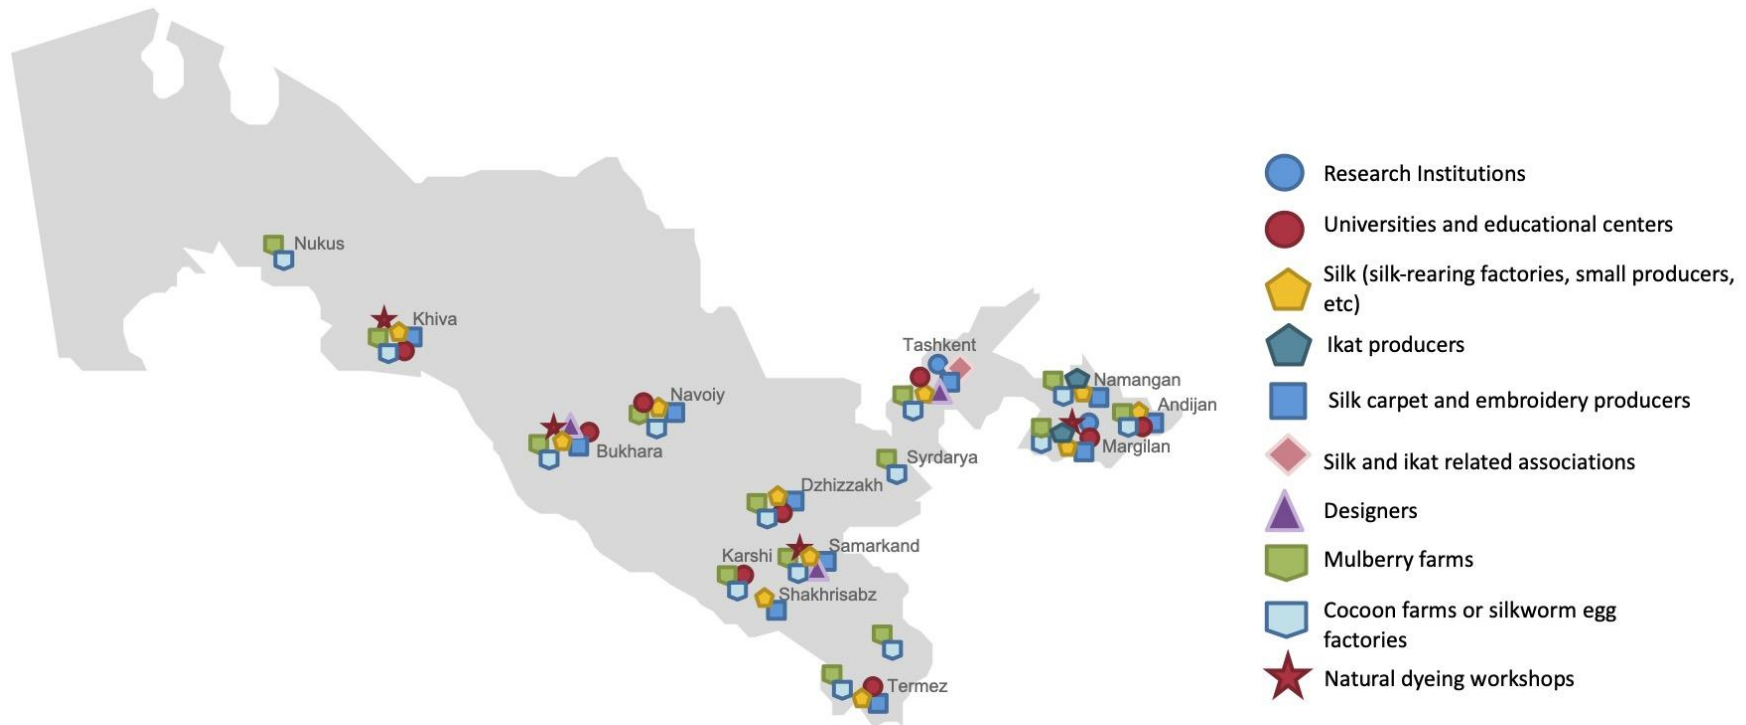 Nukus
Khiva
Navoiy
Bukhara
Tashkent
Namangan
Andijan
Margilan
Syrdarya
Dzhizzakh
Karshi
Samarkand
Shakhrisabz
Termez
Research Institutions
Universities and educational centers
Silk (silk-rearing factories, small producers,
etc)
Ikat producers
Silk carpet and embroidery producers
Silk and ikat related associations
Designers
Mulberry farms
Cocoon farms or silkworm egg
factories
Natural dyeing workshops